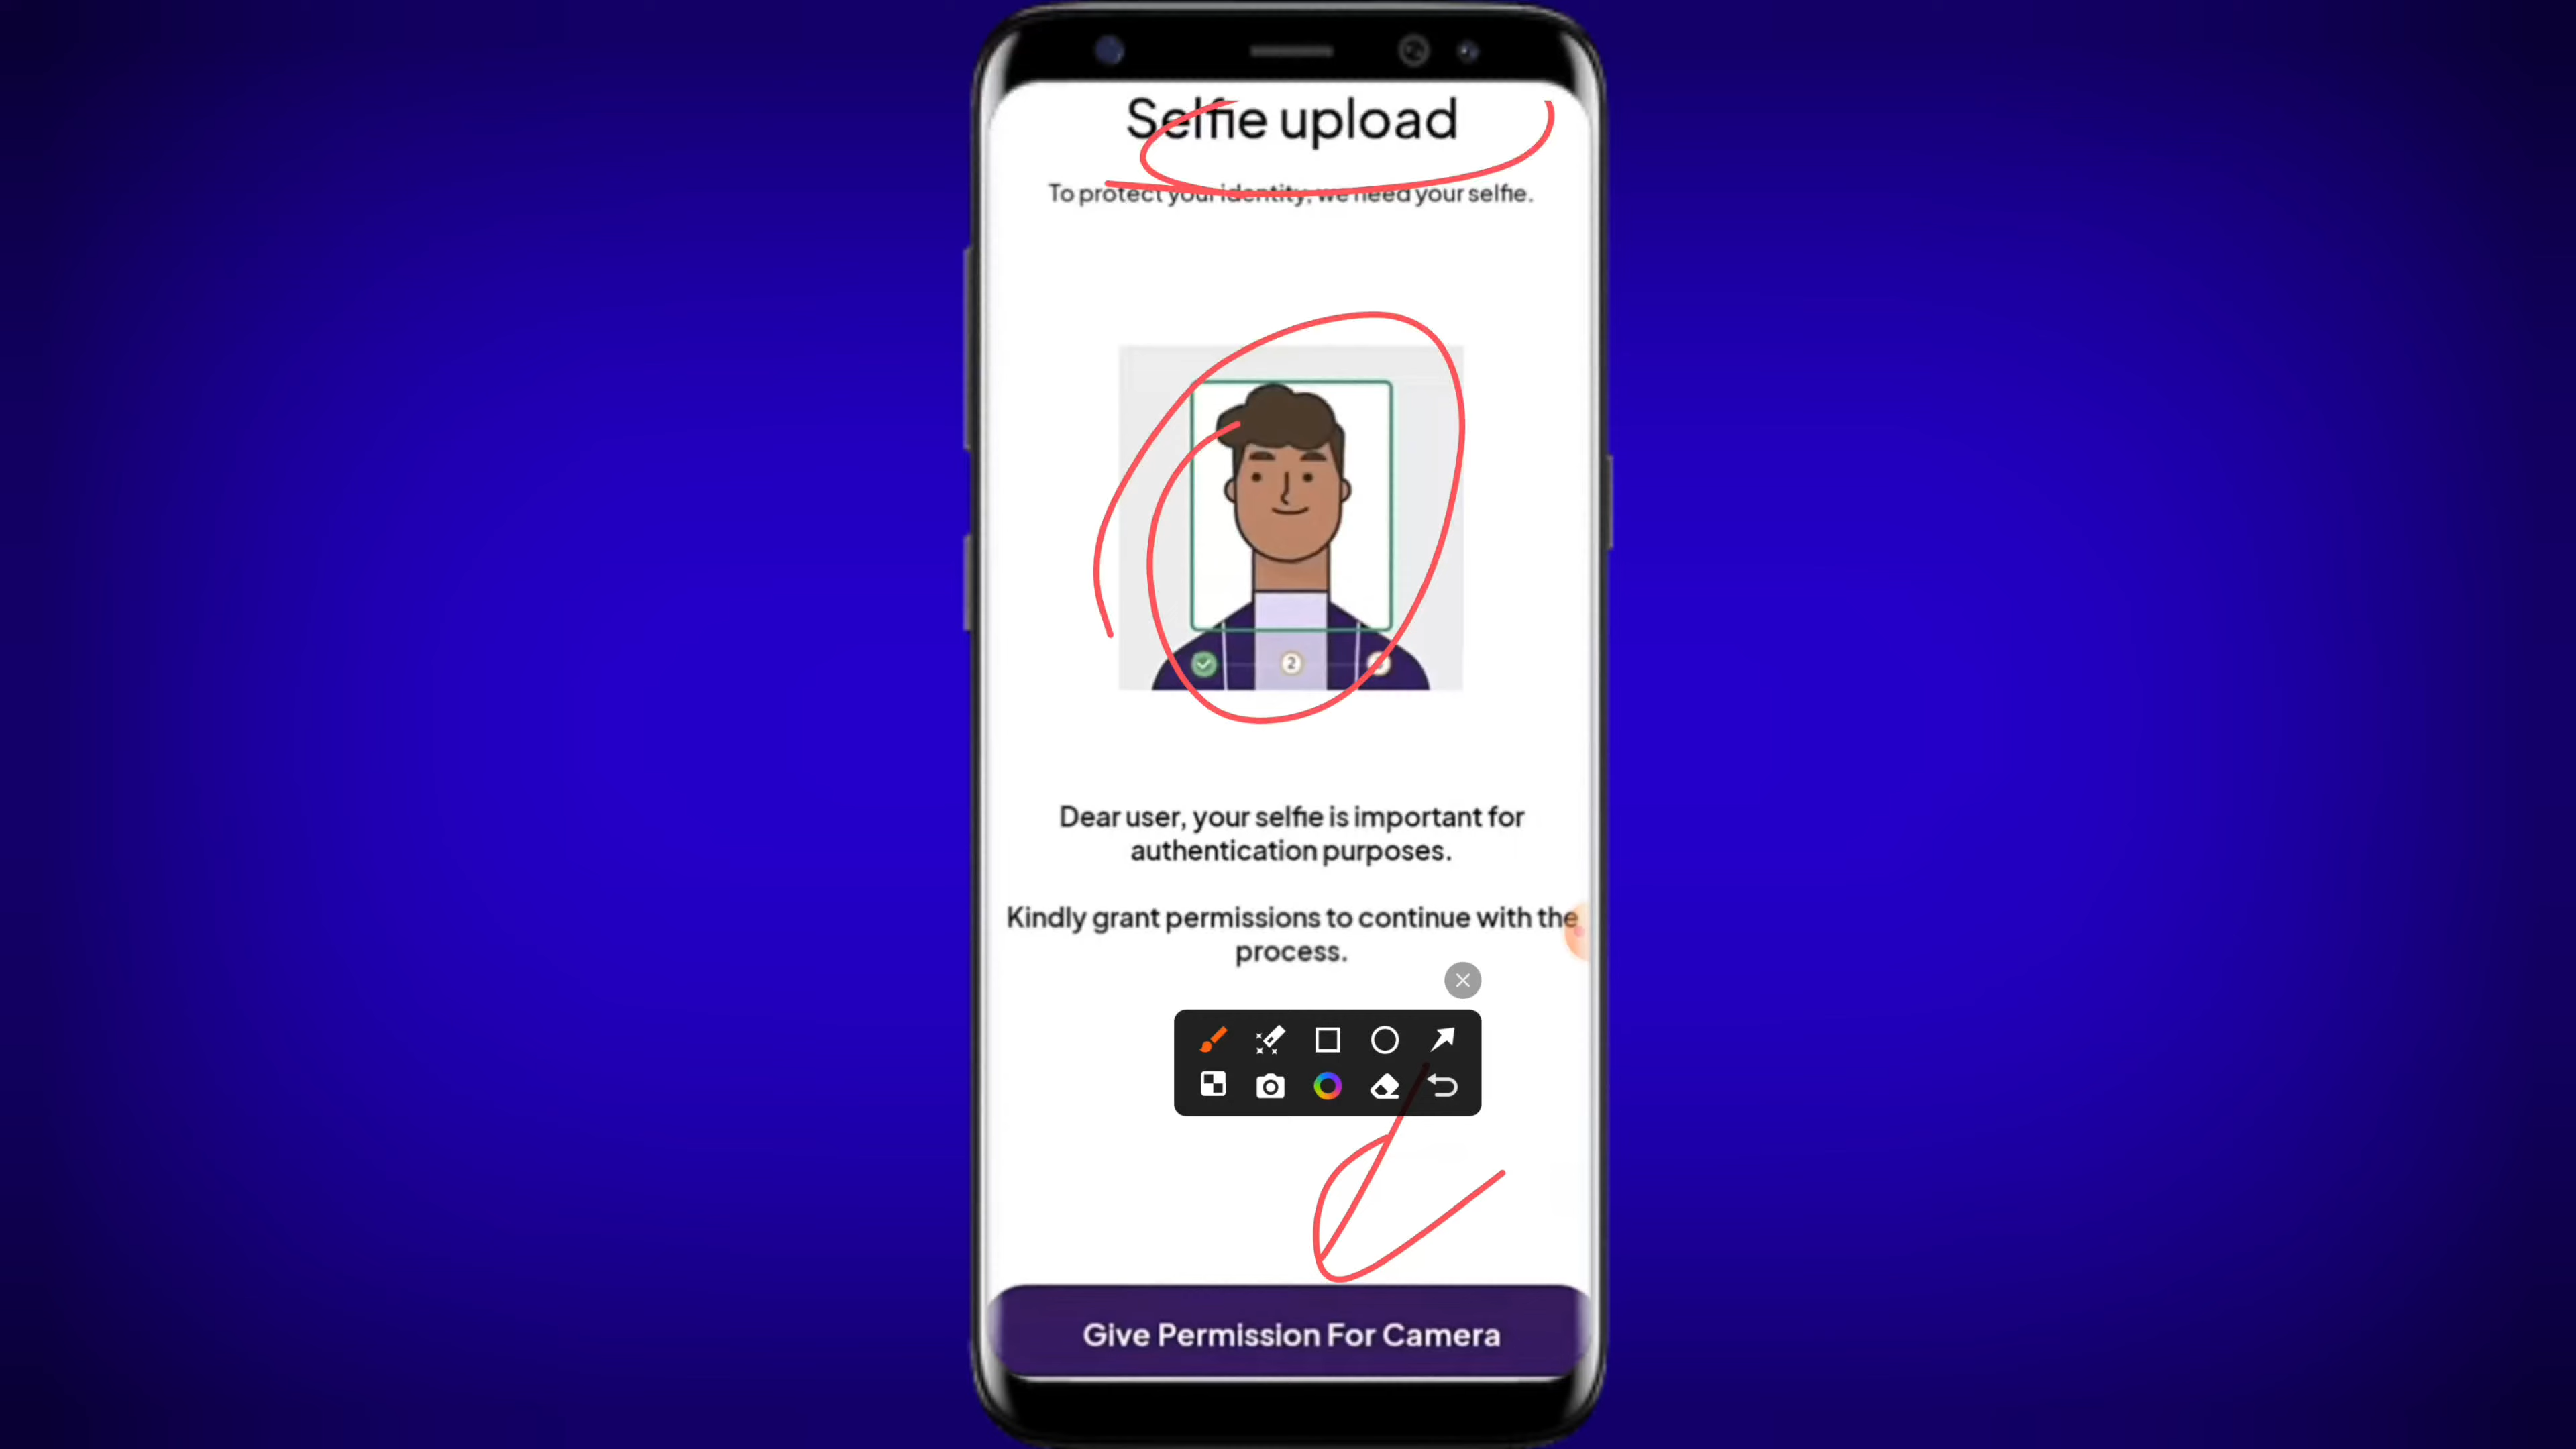 Selfie upload
To protect your identity, we need your selfie.
2
Dear user, your selfie is important for
authentication purposes.
Kindly grant permissions to continue with the
process.
Give Permission For Camera